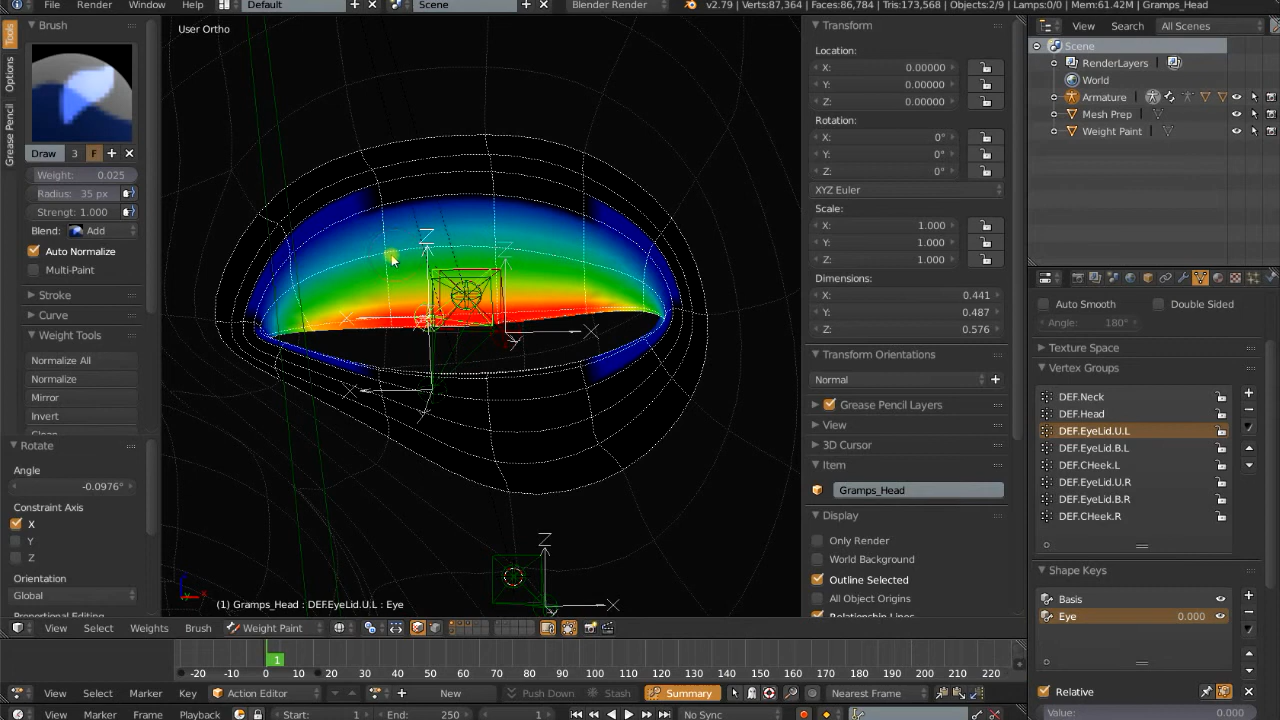 File Render Window Help Default Scene Blender Render v2.79 | Verts:87,364 | Faces:86,784 | Tris:173,568 | Objects:2/9 | Lamps:0/0 | Mem:61.42M | Gramps_Head
Tools
Options
Grease Pencil
Brush
Draw 3 F
Weight: 0.025
Radius: 35 px
Strengt: 1.000
Blend: Add
Auto Normalize
Multi-Paint
Stroke
Curve
Weight Tools
Normalize All
Normalize
Mirror
Invert
Clean
Rotate
Angle
-0.0976°
Constraint Axis
X
Y
Z
Orientation
Global
Proportional Editing
User Ortho
Z
Z
X
X
X
Z
X
(1) Gramps_Head : DEF.EyeLid.U.L : Eye
View Select Weights Brush Weight Paint
Transform
Location:
X: 0.00000
Y: 0.00000
Z: 0.00000
Rotation:
X: 0°
Y: 0°
Z: 0°
XYZ Euler
Scale:
X: 1.000
Y: 1.000
Z: 1.000
Dimensions:
X: 0.441
Y: 0.487
Z: 0.576
Transform Orientations
Normal
Grease Pencil Layers
View
3D Cursor
Item
Gramps_Head
Display
Only Render
World Background
Outline Selected
All Object Origins
Relationship Lines
View Search All Scenes
Scene
RenderLayers
World
Armature
Mesh Prep
Weight Paint
Auto Smooth Double Sided
Angle: 180°
Texture Space
Vertex Groups
DEF.Neck
DEF.Head
DEF.EyeLid.U.L
DEF.EyeLid.B.L
DEF.CHeek.L
DEF.EyeLid.U.R
DEF.EyeLid.B.R
DEF.CHeek.R
Shape Keys
Basis
Eye 0.000
Relative
Value: 0.000
-20 -10 0 1 10 20 30 40 50 60 70 80 90 100 110 120 130 140 150 160 170 180 190 200 210 220
View Select Marker Key Action Editor New Push Down Stash Summary Nearest Frame
View Marker Frame Playback Start: 1 End: 250 1 No Sync